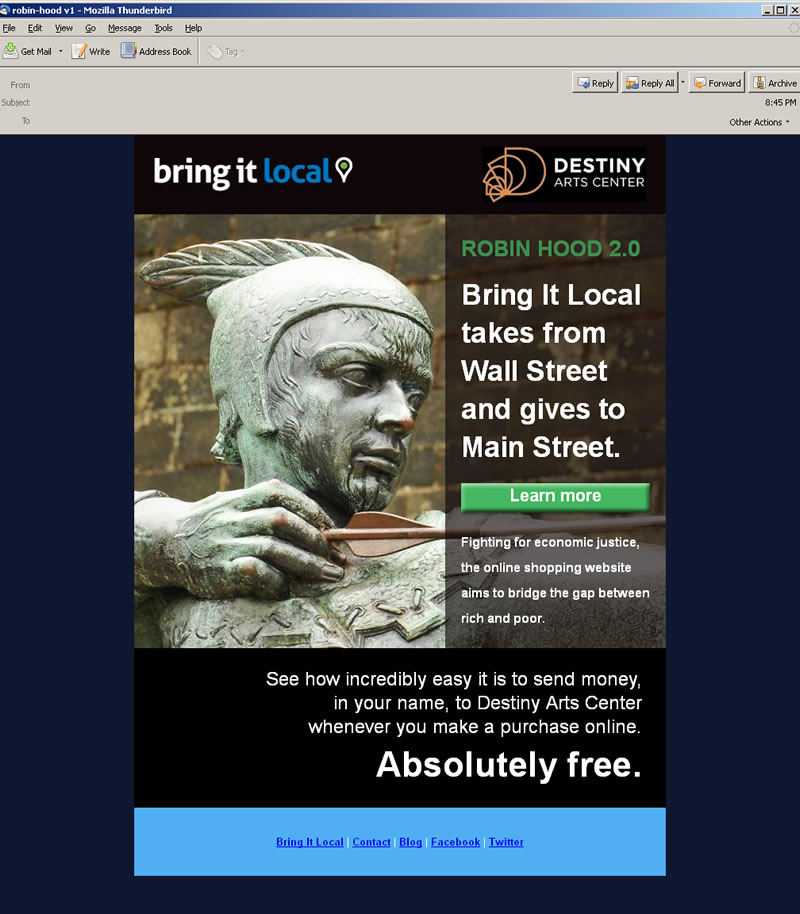 robin-hood v1 - Mozilla Thunderbird
File Edit View Go Message Tools Help
Get Mail Write Address Book Tag
From Reply Reply All Forward Archive
Subject 8:45 PM
To Other Actions
bring it local
DESTINY
ARTS CENTER
ROBIN HOOD 2.0
Bring It Local
takes from
Wall Street
and gives to
Main Street.
Learn more
Fighting for economic justice,
the online shopping website
aims to bridge the gap between
rich and poor.
See how incredibly easy it is to send money,
in your name, to Destiny Arts Center
whenever you make a purchase online.
Absolutely free.
Bring It Local | Contact | Blog | Facebook | Twitter